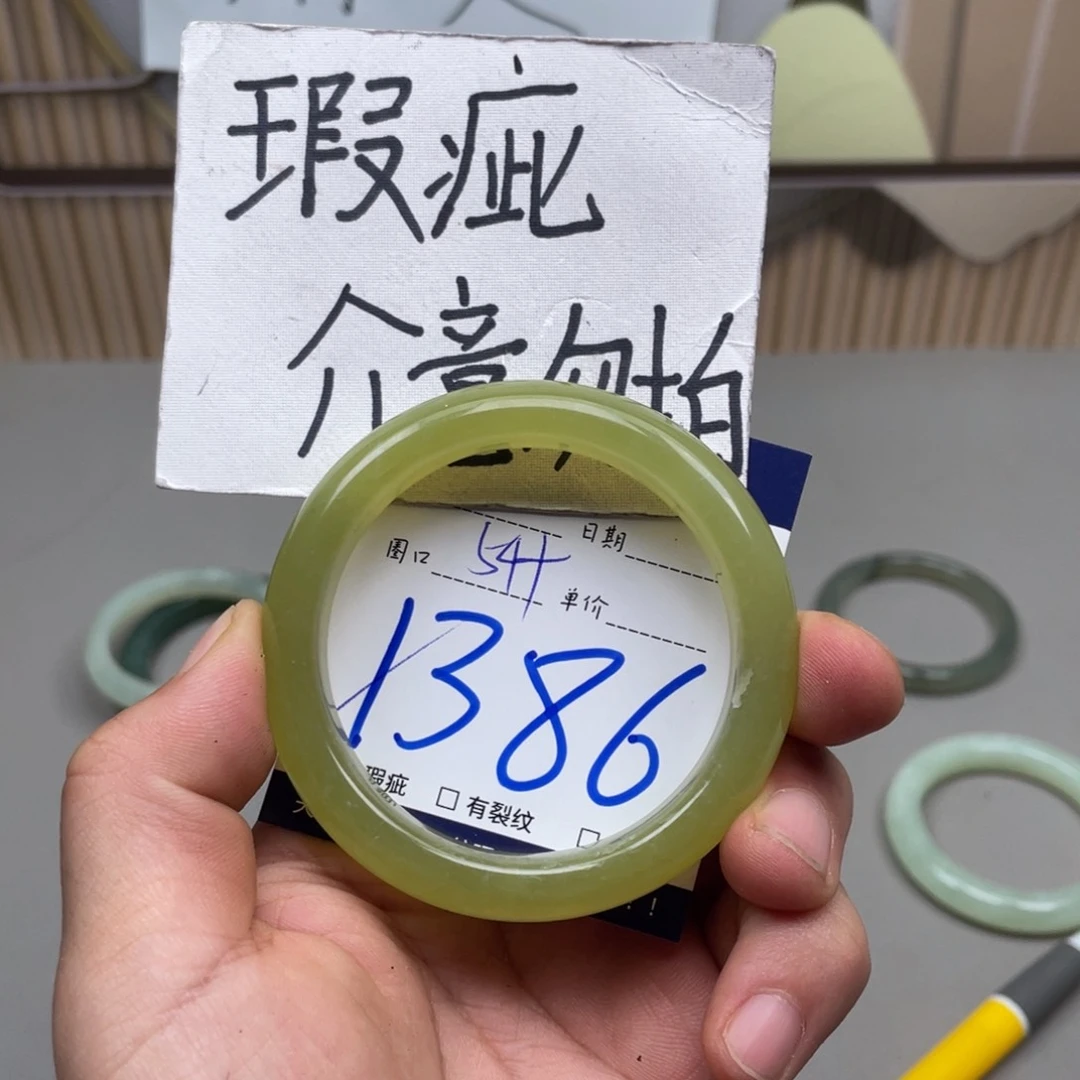 瑕疵
介意勿拍
日期
圈口 54+
单价
1386
瑕疵 有裂纹